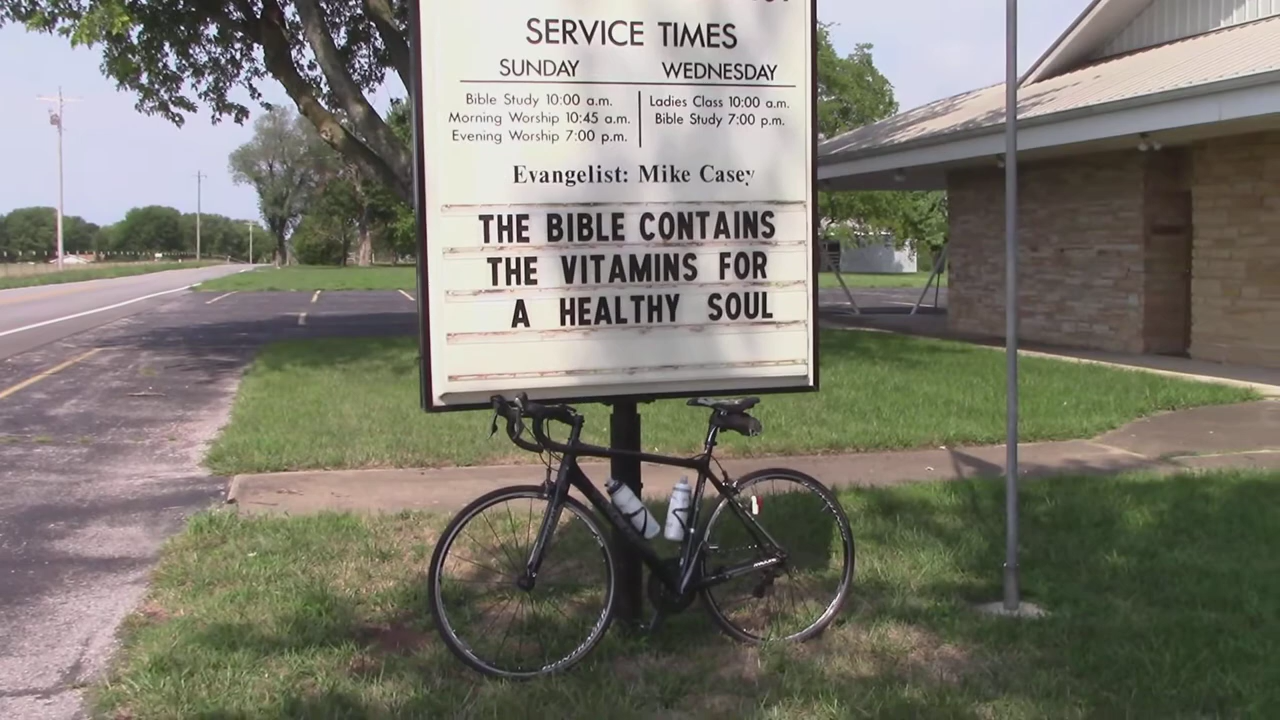 SERVICE TIMES
SUNDAY WEDNESDAY
Bible Study 10:00 a.m. Ladies Class 10:00 a.m.
Morning Worship 10:45 a.m. Bible Study 7:00 p.m.
Evening Worship 7:00 p.m.
Evangelist: Mike Casey
THE BIBLE CONTAINS
THE VITAMINS FOR
A HEALTHY SOUL